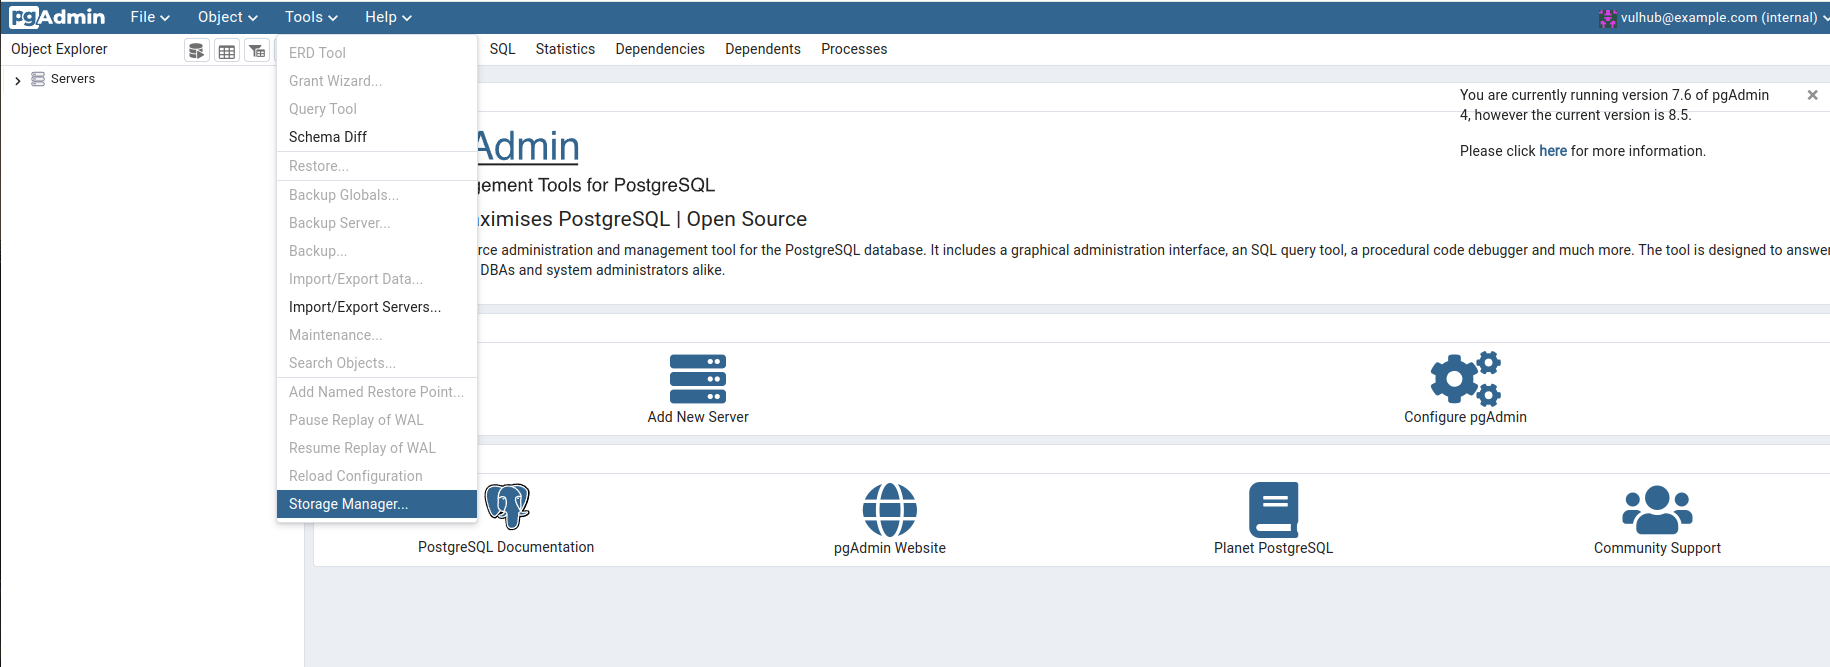 pgAdmin File Object Tools Help vulhub@example.com (internal)
Object Explorer SQL Statistics Dependencies Dependents Processes
Servers
ERD Tool
Grant Wizard...
Query Tool
Schema Diff
Restore...
Backup Globals...
Backup Server...
Backup...
Import/Export Data...
Import/Export Servers...
Maintenance...
Search Objects...
Add Named Restore Point...
Pause Replay of WAL
Resume Replay of WAL
Reload Configuration
Storage Manager...
You are currently running version 7.6 of pgAdmin
4, however the current version is 8.5.
Please click here for more information.
Admin
gement Tools for PostgreSQL
ximises PostgreSQL | Open Source
rce administration and management tool for the PostgreSQL database. It includes a graphical administration interface, an SQL query tool, a procedural code debugger and much more. The tool is designed to answer
DBAs and system administrators alike.
Add New Server
Configure pgAdmin
PostgreSQL Documentation
pgAdmin Website
Planet PostgreSQL
Community Support